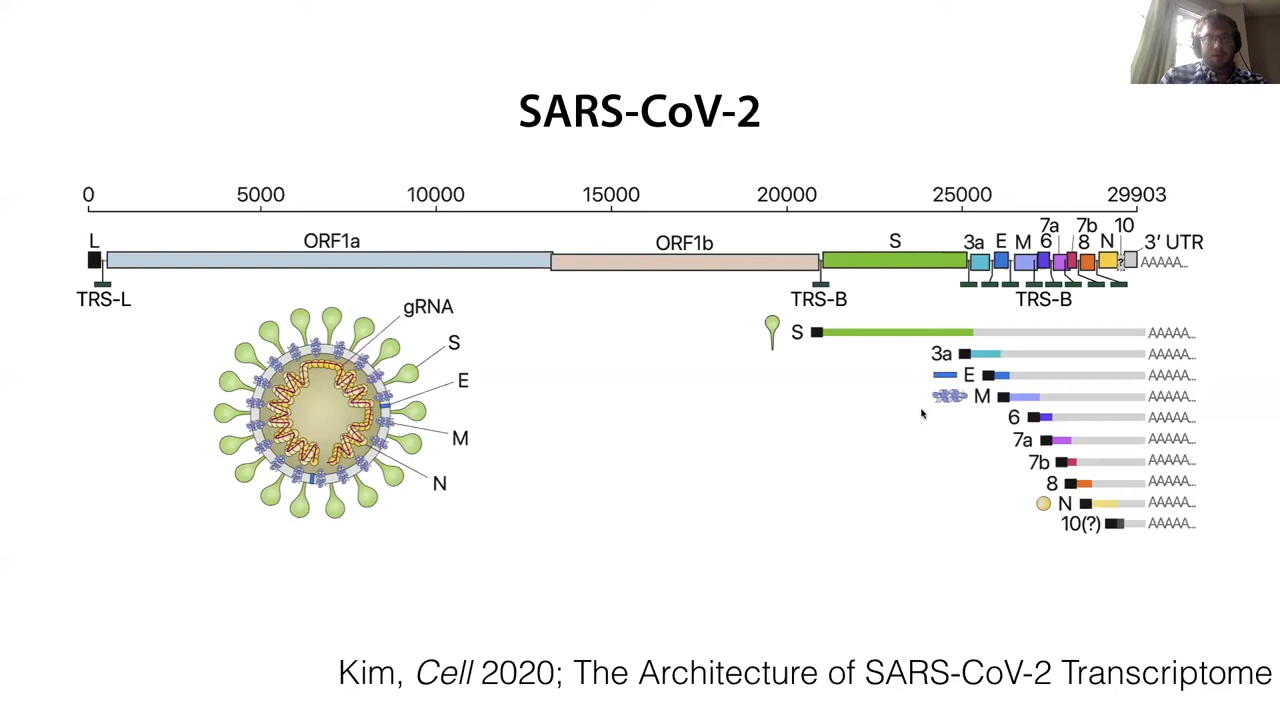 SARS-CoV-2
0 5000 10000 15000 20000 25000 29903
7a 7b 10
L ORF1a ORF1b S 3a E M 6 8 N 3′ UTR
? AAAAA...
TRS-L TRS-B TRS-B
gRNA
S
E
M
N
S AAAAA...
3a AAAAA...
E AAAAA...
M AAAAA...
6 AAAAA...
7a AAAAA...
7b AAAAA...
8 AAAAA...
N AAAAA...
10(?) AAAAA...
Kim, Cell 2020; The Architecture of SARS-CoV-2 Transcriptome